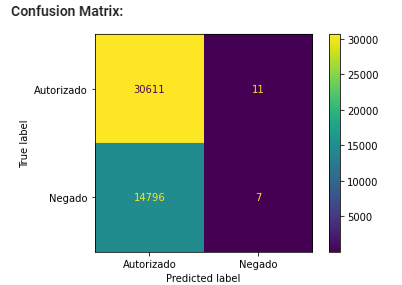 Confusion Matrix:
Autorizado
30611
11
Negado
14796
7
Autorizado
Negado
True label
Predicted label
30000
25000
20000
15000
10000
5000